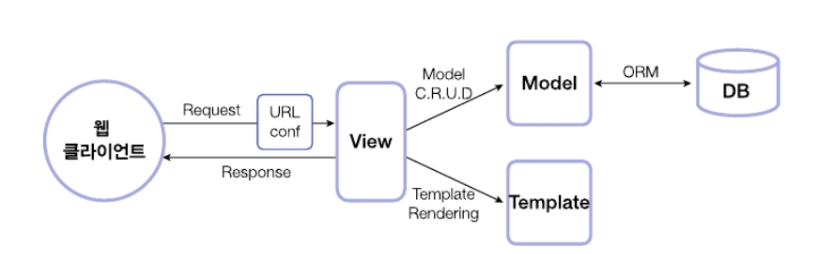 웹
클라이언트
Request
URL
conf
Response
View
Model
C.R.U.D
Template
Rendering
Model
ORM
DB
Template